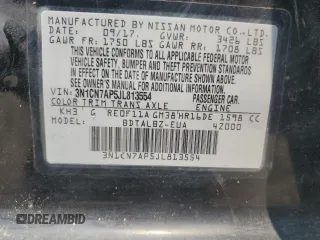 MANUFACTURED BY NISSAN MOTOR CO.,LTD.
DATE: 09/17. GVWR: 3426 LBS
GAWR FR: 1750 LBS GAWR RR: 1708 LBS
THIS VEHICLE CONFORMS TO ALL APPLICABLE
FEDERAL MOTOR VEHICLE SAFETY, BUMPER,
AND THEFT PREVENTION STANDARDS IN EFFECT
ON THE DATE OF MANUFACTURE SHOWN ABOVE.
SEE OWNER'S MANUAL FOR ADDITIONAL INFORMATION.
VIN: 3N1CN7AP5JL813554 PASSENGER CAR.
COLOR TRIM TRANS AXLE ENGINE
KH3 G RE0F11A GM38 HR16DE 1598 CC
BDTALBZ-EUA 4Z000
3N1CN7AP5JL813554